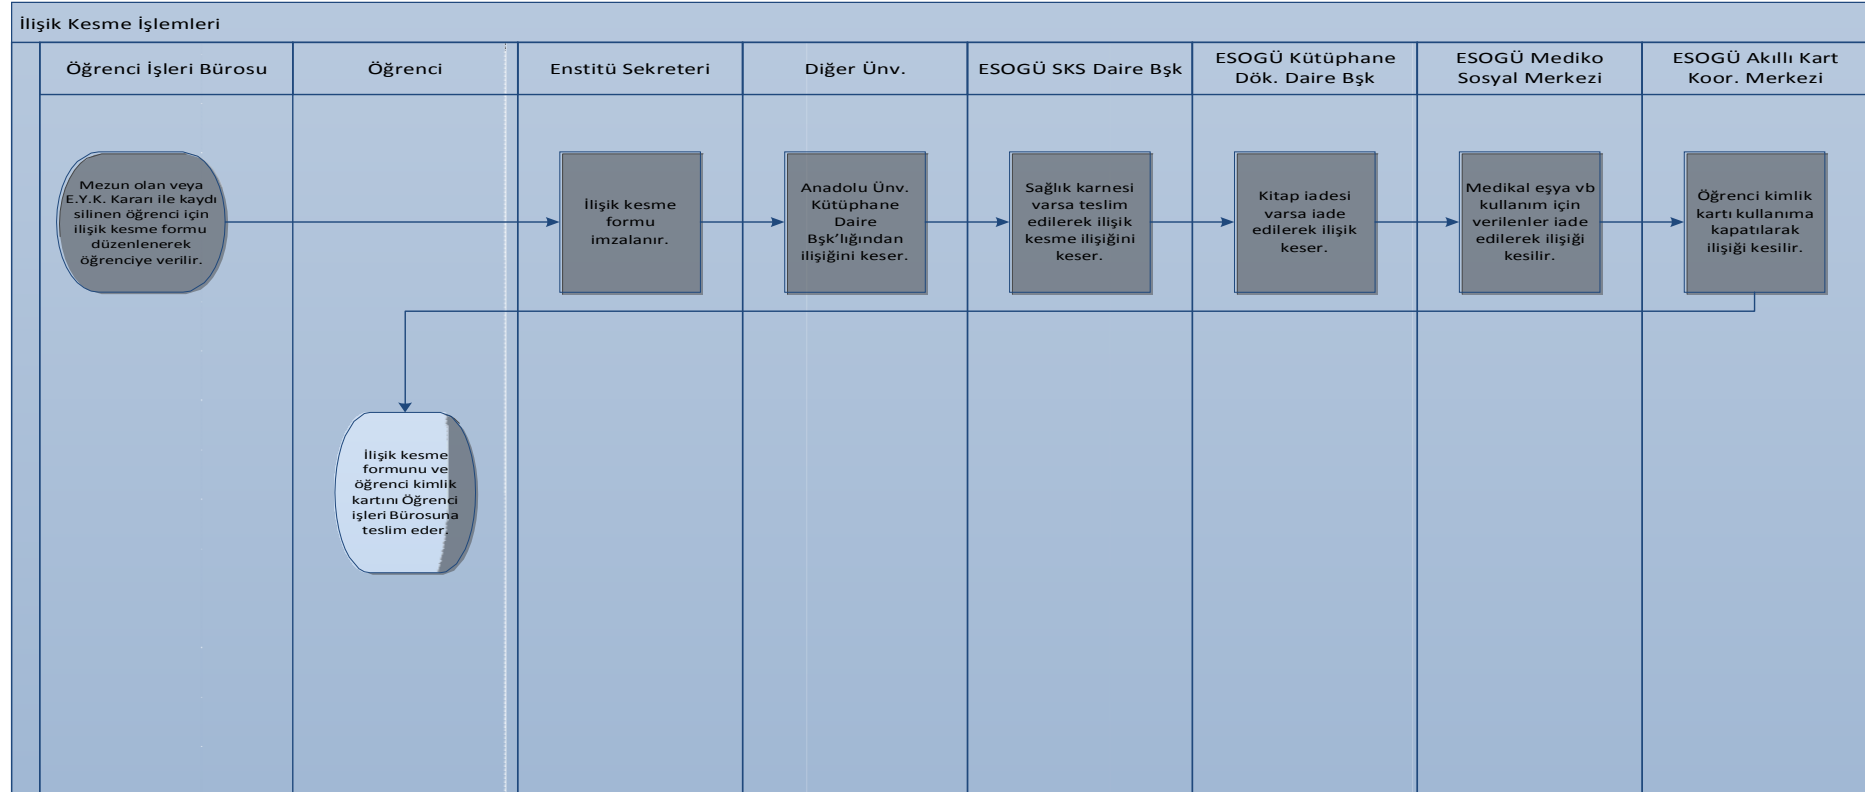 İlişik Kesme İşlemleri
Öğrenci İşleri Bürosu
Öğrenci
Enstitü Sekreteri
Diğer Ünv.
ESOGÜ SKS Daire Bşk
ESOGÜ Kütüphane
Dök. Daire Bşk
ESOGÜ Mediko
Sosyal Merkezi
ESOGÜ Akıllı Kart
Koor. Merkezi
Mezun olan veya
E.Y.K. Kararı ile kaydı
silinen öğrenci için
ilişik kesme formu
düzenlenerek
öğrenciye verilir.
İlişik kesme
formu
imzalanır.
Anadolu Ünv.
Kütüphane
Daire
Bşk’lığından
ilişiğini keser.
Sağlık karnesi
varsa teslim
edilerek ilişik
kesme ilişiğini
keser.
Kitap iadesi
varsa iade
edilerek ilişik
keser.
Medikal eşya vb
kullanım için
verilenler iade
edilerek ilişiği
kesilir.
Öğrenci kimlik
kartı kullanıma
kapatılarak
ilişiği kesilir.
İlişik kesme
formunu ve
öğrenci kimlik
kartını Öğrenci
işleri Bürosuna
teslim eder.